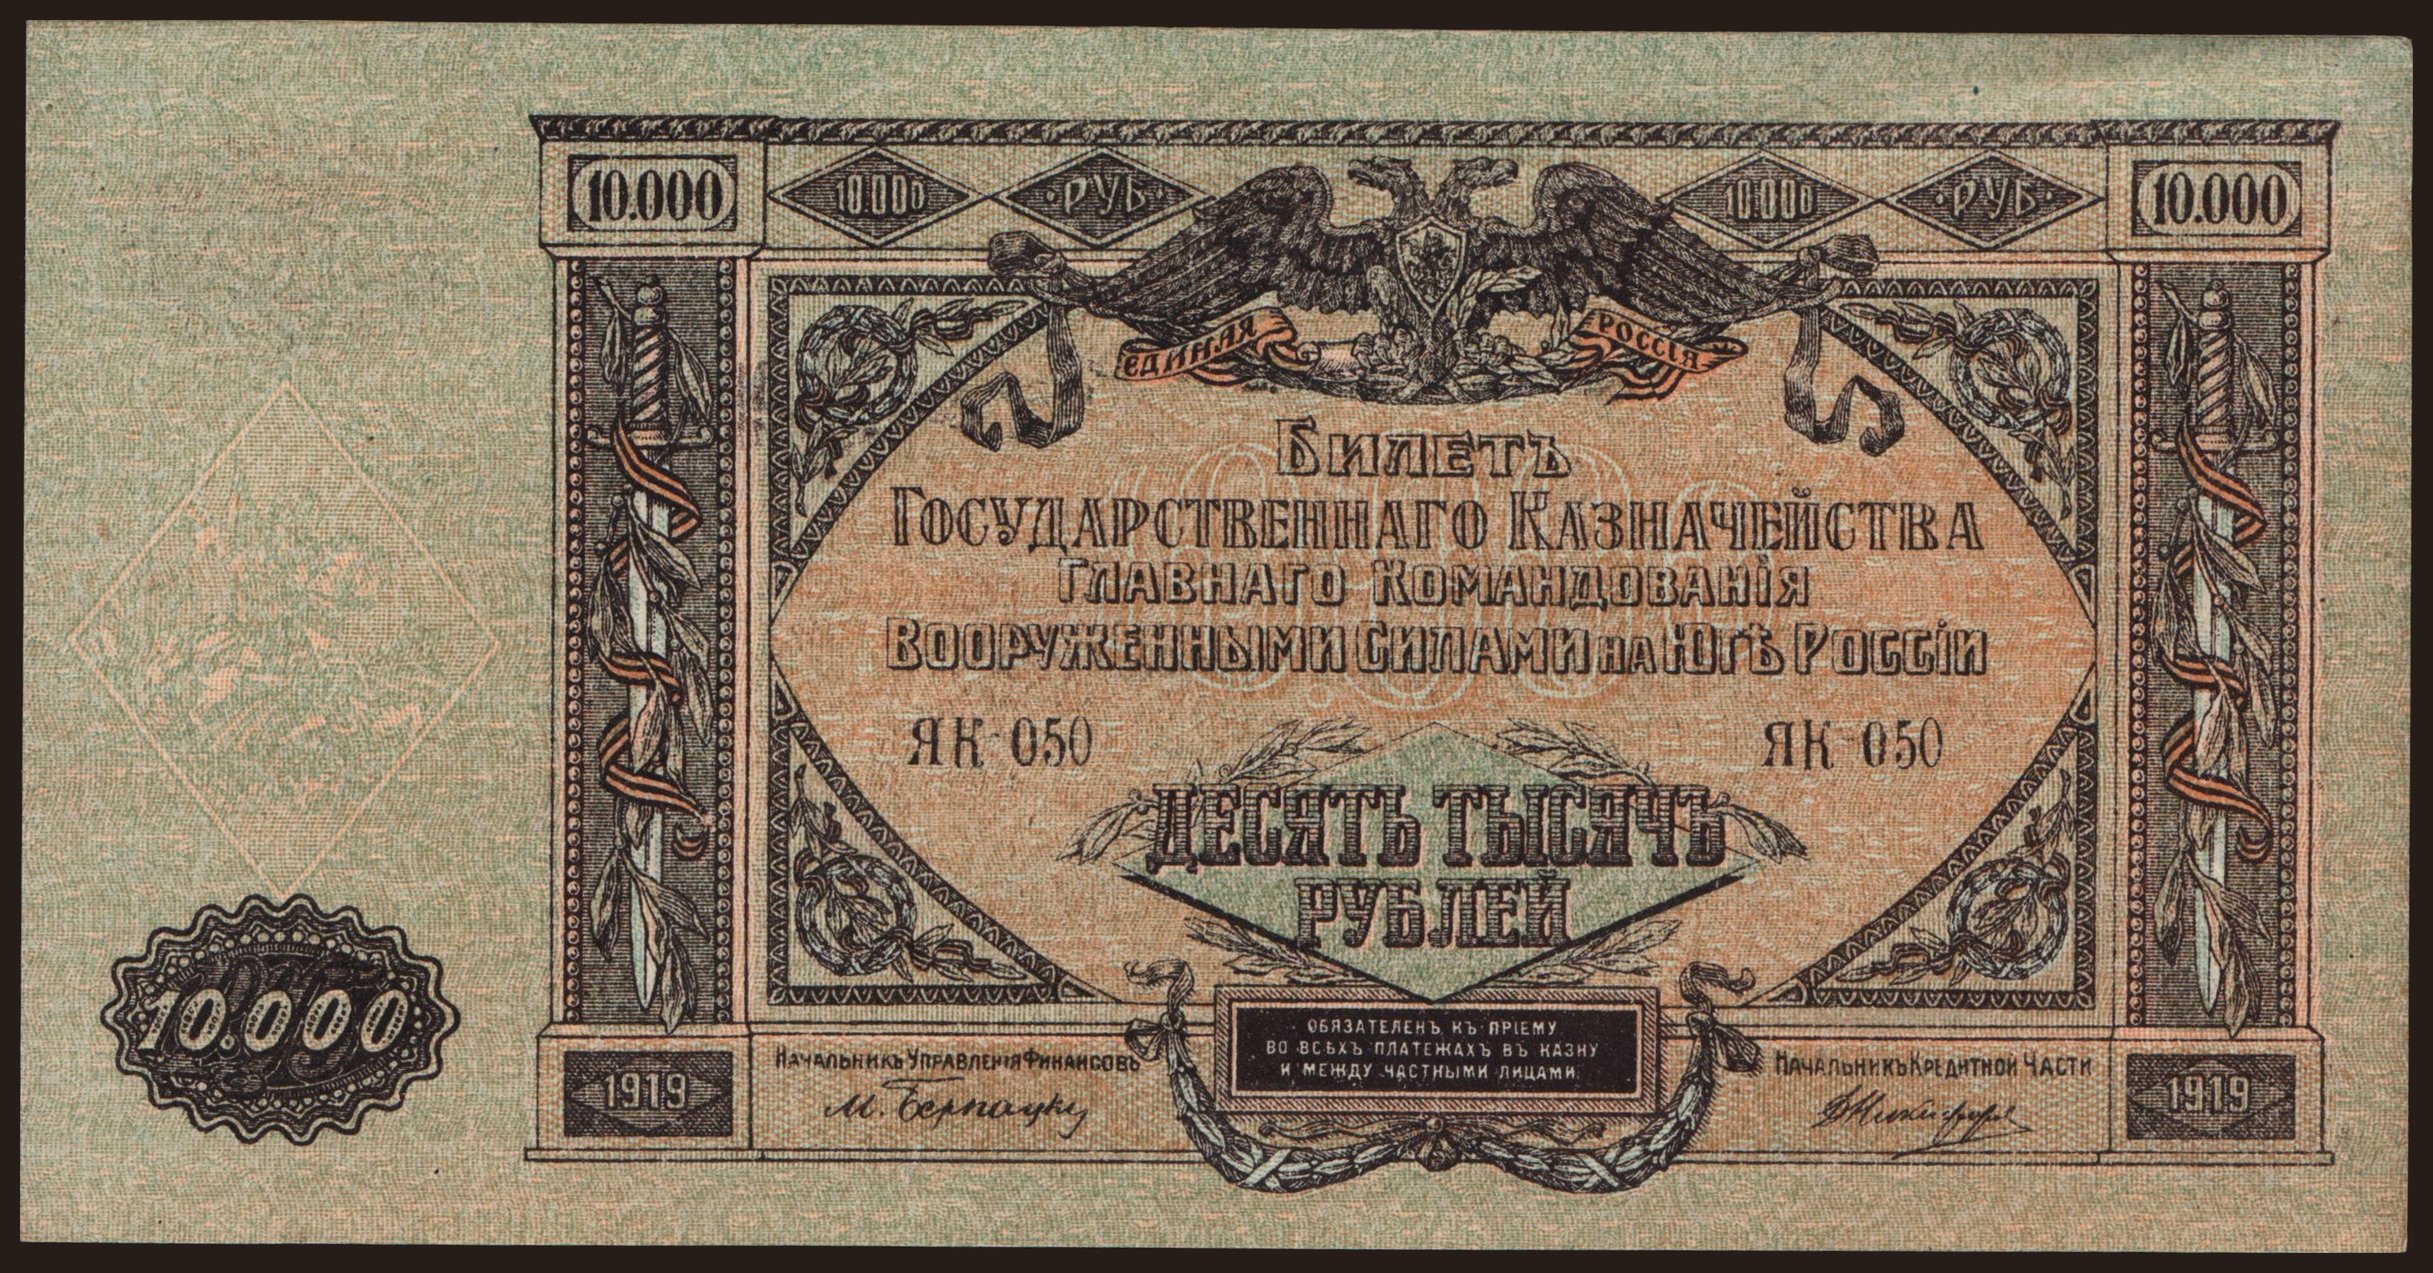 10.000 10.000 РУБ. 10.000 РУБ. 10.000
ЕДИНАЯ РОССІЯ
БИЛЕТЪ
ГОСУДАРСТВЕННАГО КАЗНАЧЕЙСТВА
ГЛАВНАГО КОМАНДОВАНІЯ
ВООРУЖЕННЫМИ СИЛАМИ НА ЮГѢ РОССІИ
ЯК-050 ЯК-050
ДЕСЯТЬ ТЫСЯЧЪ
РУБЛЕЙ
10.000
ОБЯЗАТЕЛЕНЪ КЪ ПРІЕМУ
ВО ВСѢХЪ ПЛАТЕЖАХЪ ВЪ КАЗНУ
И МЕЖДУ ЧАСТНЫМИ ЛИЦАМИ.
1919 НАЧАЛЬНИКЪ УПРАВЛЕНІЯ ФИНАНСОВЪ НАЧАЛЬНИКЪ КРЕДИТНОЙ ЧАСТИ 1919